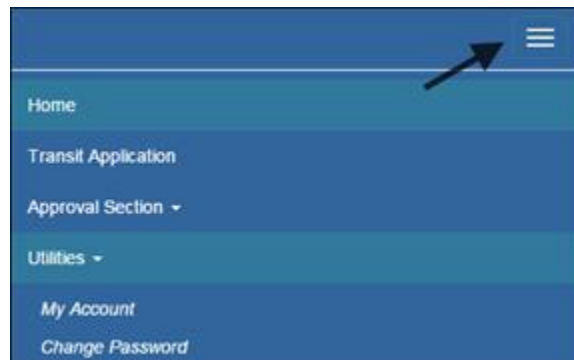 Home
Transit Application
Approval Section
Utilities
My Account
Change Password